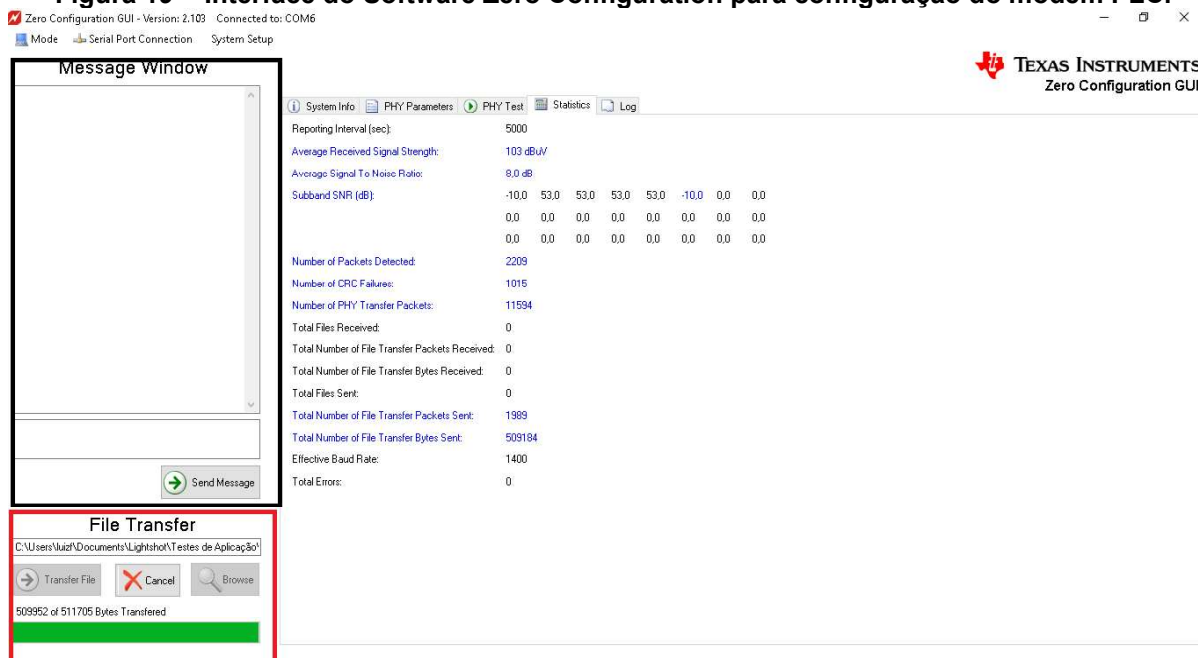 Figura 19 – Interface do Software Zero Configuration para configuração do modem PLC.
Zero Configuration GUI - Version: 2.103 Connected to: COM6
Mode Serial Port Connection System Setup
TEXAS INSTRUMENTS
Zero Configuration GUI
Message Window
System Info PHY Parameters PHY Test Statistics Log
Reporting Interval (sec): 5000
Average Received Signal Strength: 103 dBuV
Average Signal To Noise Ratio: 8,0 dB
Subband SNR (dB): -10,0 53,0 53,0 53,0 53,0 -10,0 0,0 0,0
0,0 0,0 0,0 0,0 0,0 0,0 0,0 0,0
0,0 0,0 0,0 0,0 0,0 0,0 0,0 0,0
Number of Packets Detected: 2209
Number of CRC Failures: 1015
Number of PHY Transfer Packets: 11594
Total Files Received: 0
Total Number of File Transfer Packets Received: 0
Total Number of File Transfer Bytes Received: 0
Total Files Sent: 0
Total Number of File Transfer Packets Sent: 1989
Total Number of File Transfer Bytes Sent: 509184
Effective Baud Rate: 1400
Total Errors: 0
Send Message
File Transfer
C:\Users\luizf\Documents\Lightshot\Testes de Aplicação\
Transfer File Cancel Browse
509952 of 511705 Bytes Transfered